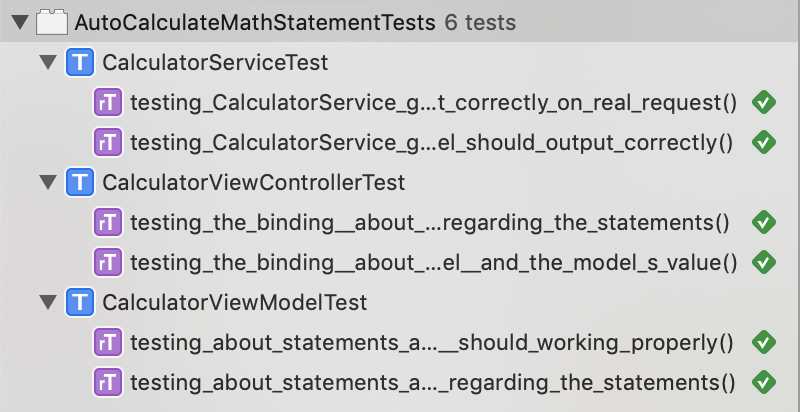 AutoCalculateMathStatementTests 6 tests
T CalculatorServiceTest
rT testing_CalculatorService_g...t_correctly_on_real_request()
rT testing_CalculatorService_g...el_should_output_correctly()
T CalculatorViewControllerTest
rT testing_the_binding__about_...regarding_the_statements()
rT testing_the_binding__about_...el__and_the_model_s_value()
T CalculatorViewModelTest
rT testing_about_statements_a...__should_working_properly()
rT testing_about_statements_a..._regarding_the_statements()